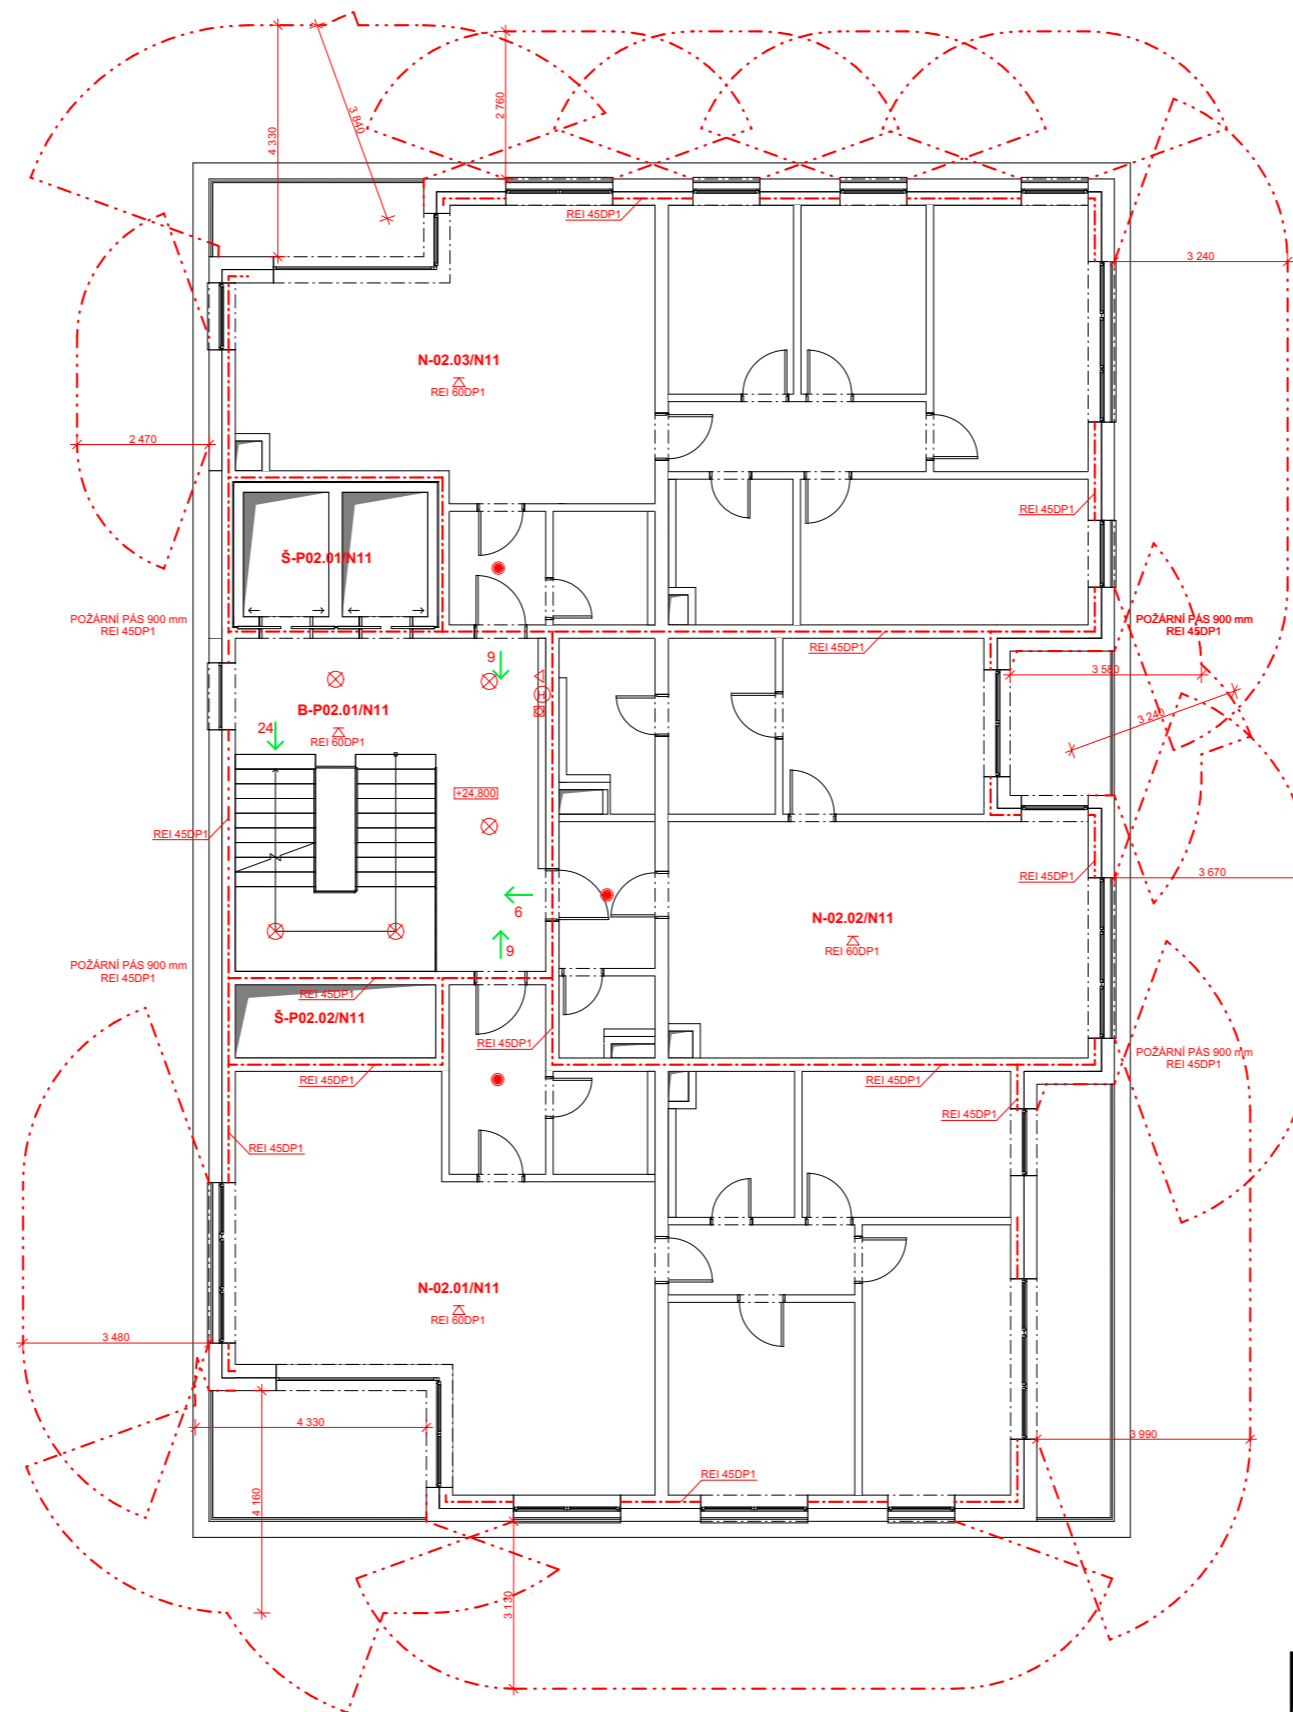 4 330
3 840
2 760
REI 45DP1
3 240
N-02.03/N11
REI 60DP1
2 470
REI 45DP1
Š-P02.01/N11
POŽÁRNÍ PÁS 900 mm
REI 45DP1
POŽÁRNÍ PÁS 900 mm
REI 45DP1
REI 45DP1
9
3 580
H
3 240
B-P02.01/N11
24
REI 60DP1
+24,800
REI 45DP1
REI 45DP1
3 670
6
N-02.02/N11
9
REI 60DP1
POŽÁRNÍ PÁS 900 mm
REI 45DP1
REI 45DP1
Š-P02.02/N11
REI 45DP1
POŽÁRNÍ PÁS 900 mm
REI 45DP1
REI 45DP1
REI 45DP1
REI 45DP1
REI 45DP1
N-02.01/N11
REI 60DP1
3 480
4 330
3 990
REI 45DP1
4 160
3 130